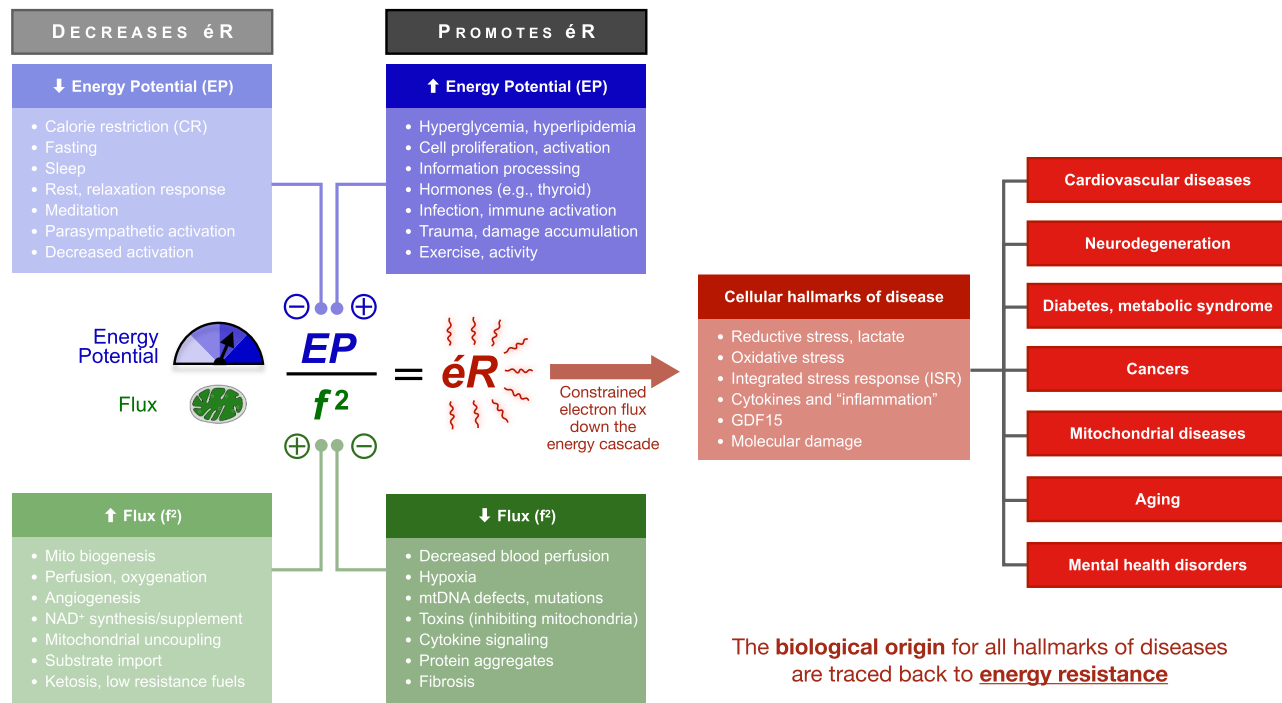 DECREASES éR
PROMOTES éR
⬇ Energy Potential (EP)
• Calorie restriction (CR)
• Fasting
• Sleep
• Rest, relaxation response
• Meditation
• Parasympathetic activation
• Decreased activation
⬆ Energy Potential (EP)
• Hyperglycemia, hyperlipidemia
• Cell proliferation, activation
• Information processing
• Hormones (e.g., thyroid)
• Infection, immune activation
• Trauma, damage accumulation
• Exercise, activity
Energy
Potential
Flux
− +
EP
f²
= éR
+ −
Constrained
electron flux
down the
energy cascade
⬆ Flux (f²)
• Mito biogenesis
• Perfusion, oxygenation
• Angiogenesis
• NAD⁺ synthesis/supplement
• Mitochondrial uncoupling
• Substrate import
• Ketosis, low resistance fuels
⬇ Flux (f²)
• Decreased blood perfusion
• Hypoxia
• mtDNA defects, mutations
• Toxins (inhibiting mitochondria)
• Cytokine signaling
• Protein aggregates
• Fibrosis
Cellular hallmarks of disease
• Reductive stress, lactate
• Oxidative stress
• Integrated stress response (ISR)
• Cytokines and “inflammation”
• GDF15
• Molecular damage
Cardiovascular diseases
Neurodegeneration
Diabetes, metabolic syndrome
Cancers
Mitochondrial diseases
Aging
Mental health disorders
The biological origin for all hallmarks of diseases
are traced back to energy resistance